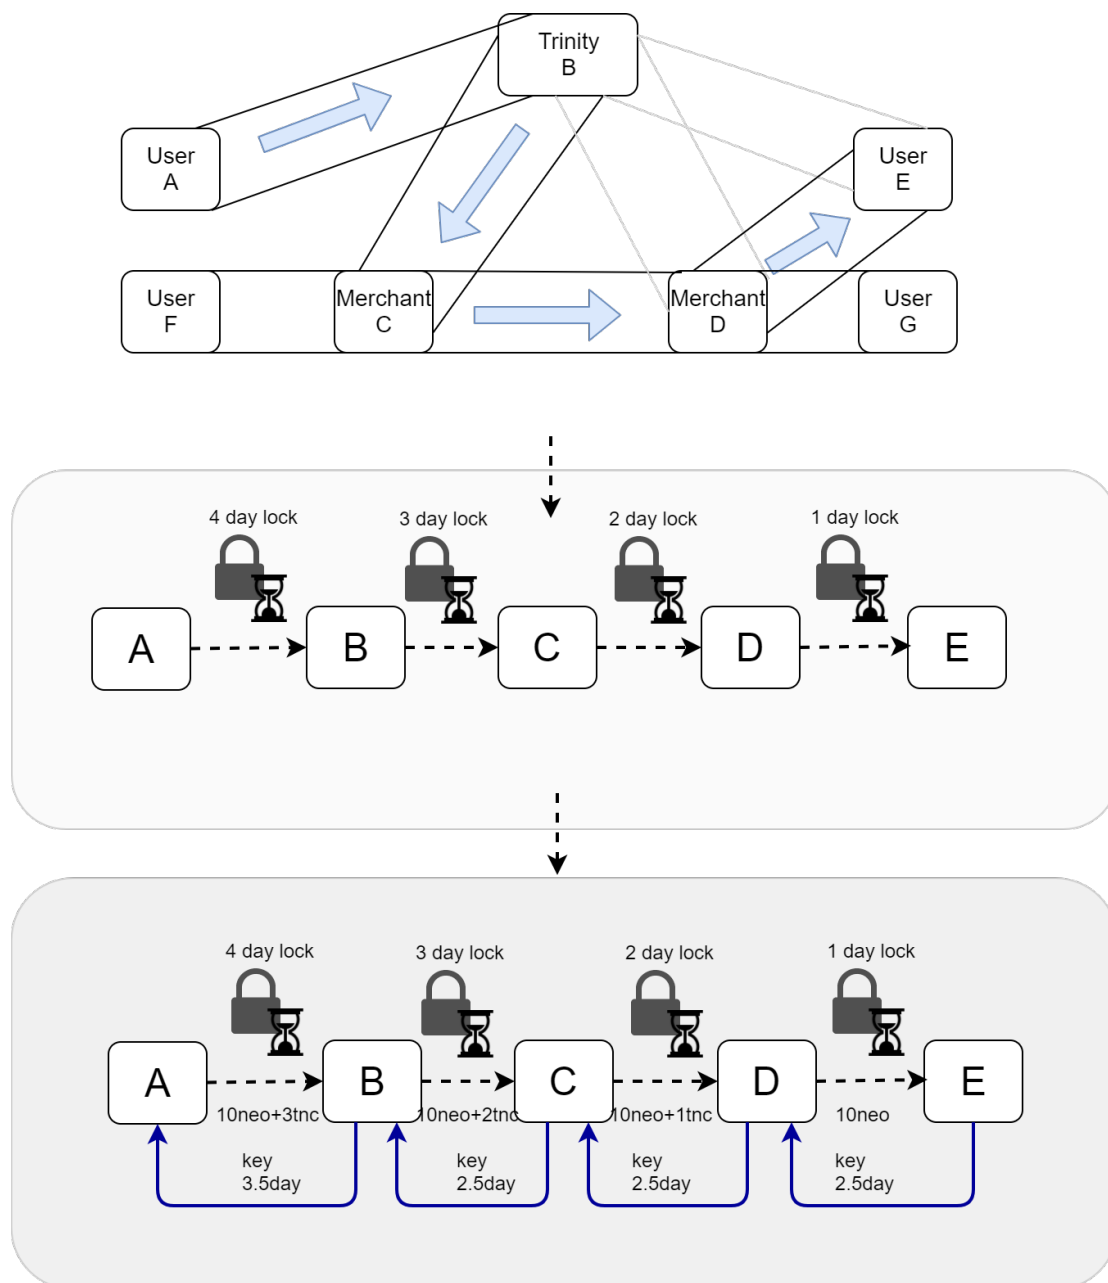 Trinity
B
User
A
User
E
User
F
Merchant
C
Merchant
D
User
G
4 day lock
3 day lock
2 day lock
1 day lock
A
B
C
D
E
4 day lock
3 day lock
2 day lock
1 day lock
A
B
C
D
E
10neo+3tnc
10neo+2tnc
10neo+1tnc
10neo
key
3.5day
key
2.5day
key
2.5day
key
2.5day